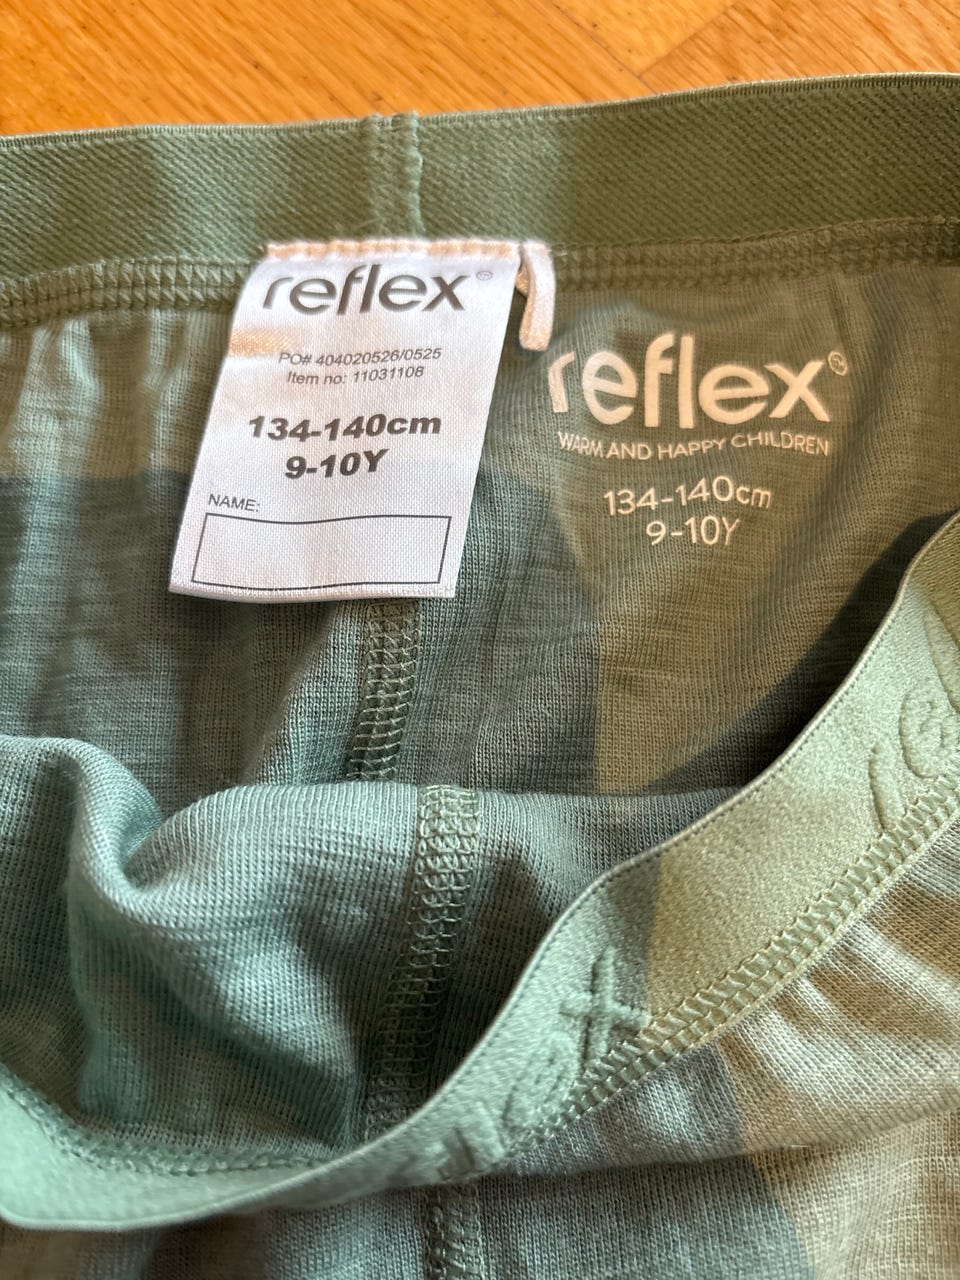 reflex®
PO# 404020526/0525
Item no: 11031108
134-140cm
9-10Y
NAME:
reflex®
WARM AND HAPPY CHILDREN
134-140cm
9-10Y